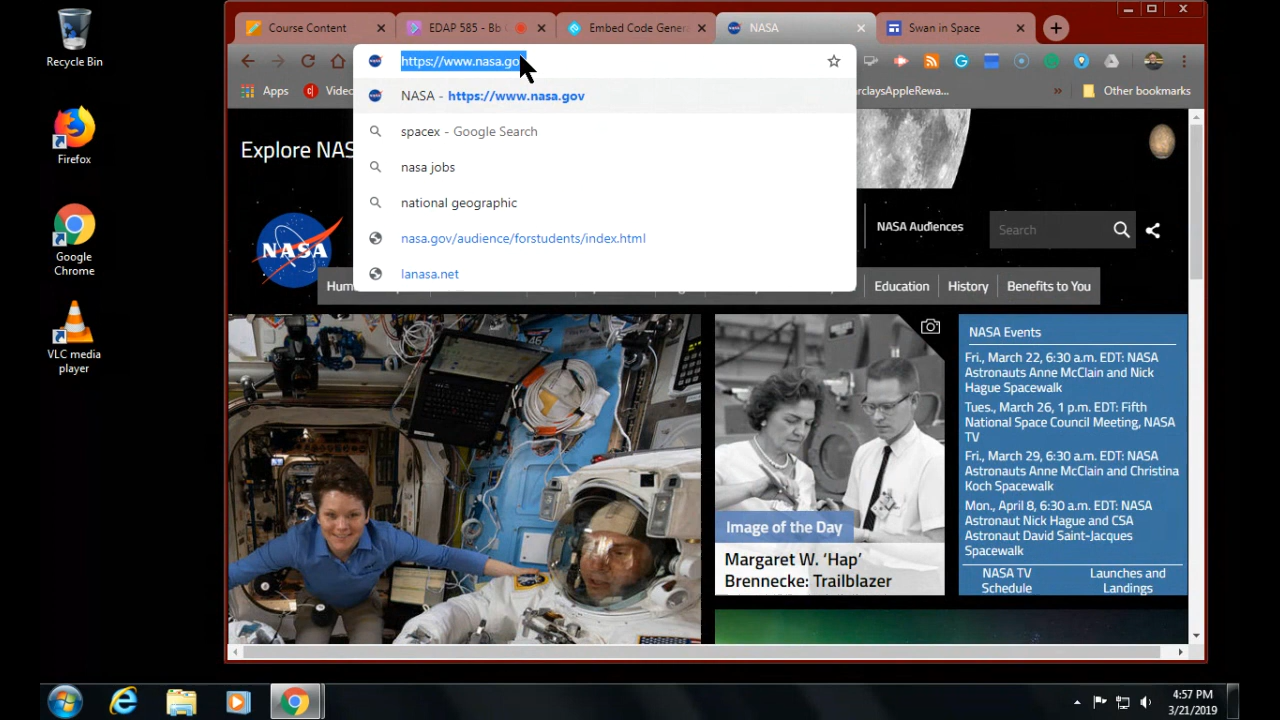 Recycle Bin
Firefox
Google
Chrome
VLC media
player
Course Content
EDAP 585 - Bb
Embed Code Genera
NASA
Swan in Space
https://www.nasa.go
Apps
Other bookmarks
NASA - https://www.nasa.gov
spacex - Google Search
nasa jobs
national geographic
nasa.gov/audience/forstudents/index.html
lanasa.net
Explore NAS
NASA
NASA Audiences
Search
Education
History
Benefits to You
46
Image of the Day
Margaret W. ‘Hap’
Brennecke: Trailblazer
NASA Events
Fri., March 22, 6:30 a.m. EDT: NASA
Astronauts Anne McClain and Nick
Hague Spacewalk
Tues., March 26, 1 p.m. EDT: Fifth
National Space Council Meeting, NASA
TV
Fri., March 29, 6:30 a.m. EDT: NASA
Astronauts Anne McClain and Christina
Koch Spacewalk
Mon., April 8, 6:30 a.m. EDT: NASA
Astronaut Nick Hague and CSA
Astronaut David Saint-Jacques
Spacewalk
NASA TV
Schedule
Launches and
Landings
4:57 PM
3/21/2019